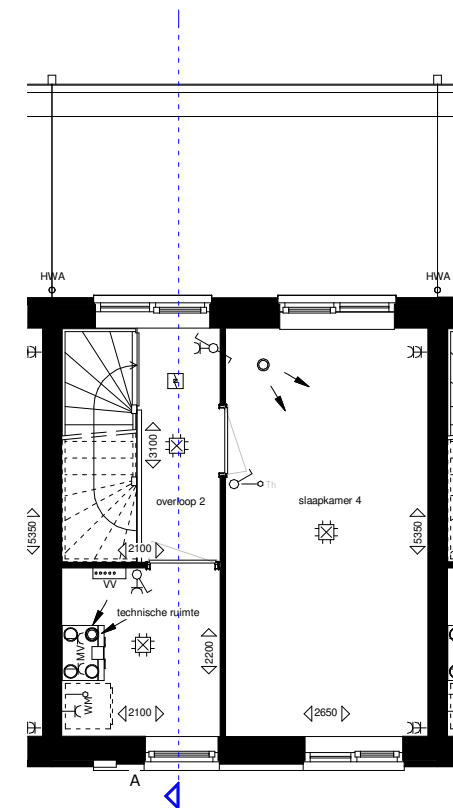 HWA
HWA
3100
Th
overloop 2
slaapkamer 4
5350
5350
2100
VV
technische ruimte
MV
2200
WM
2100
2650
A